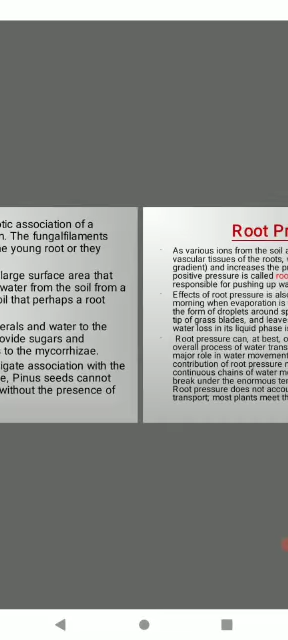 otic association of a
n. The fungalfilaments
e young root or they
large surface area that
water from the soil from a
oil that perhaps a root
erals and water to the
ovide sugars and
s to the mycorrhizae.
igate association with the
e, Pinus seeds cannot
without the presence of
Root Pr
As various ions from the soil a
vascular tissues of the roots,
gradient) and increases the pr
positive pressure is called roo
responsible for pushing up wa
Effects of root pressure is also
morning when evaporation is
the form of droplets around sp
tip of grass blades, and leave
water loss in its liquid phase i
Root pressure can, at best, o
overall process of water trans
major role in water movement
contribution of root pressure
continuous chains of water m
break under the enormous ten
Root pressure does not accou
transport; most plants meet th